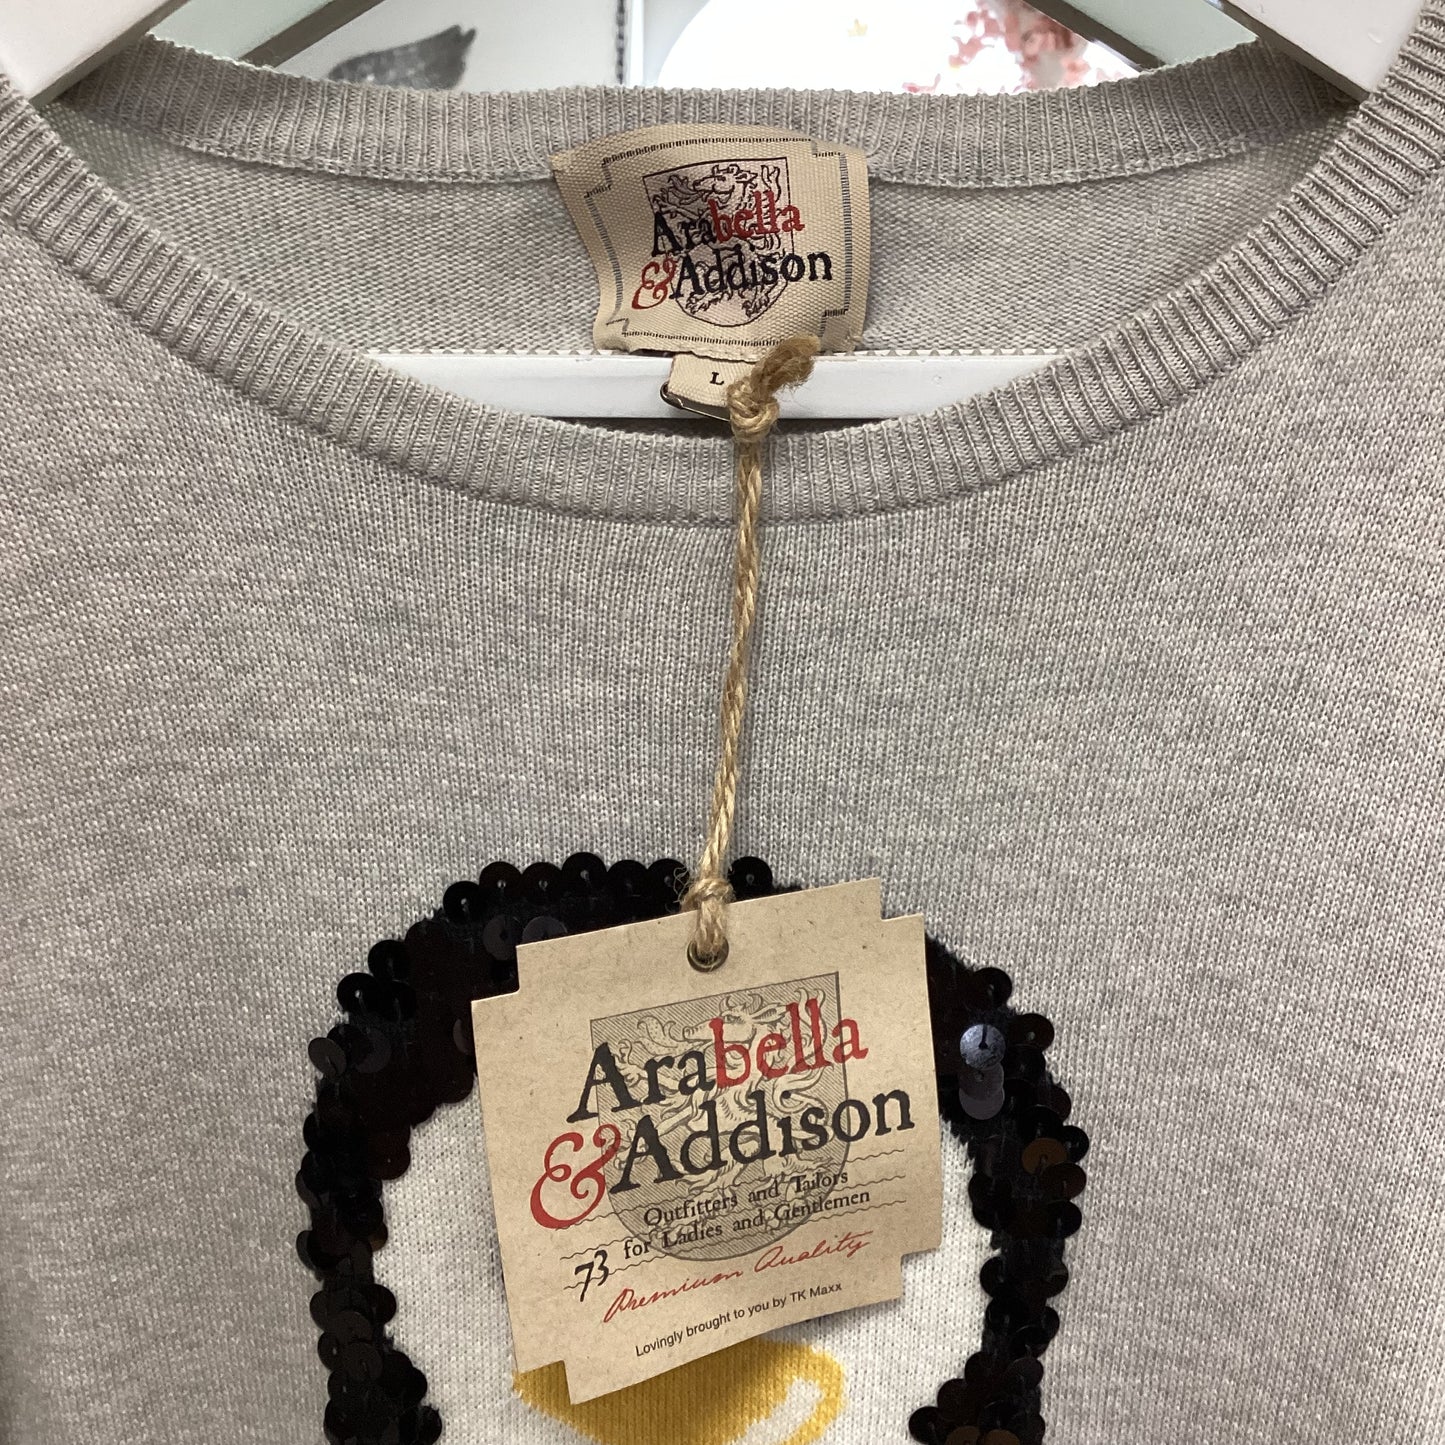 Arabella
&Addison
L
Arabella
&Addison
Outfitters and Tailors
for Ladies and Gentlemen
73
Premium Quality
Lovingly brought to you by TK Maxx